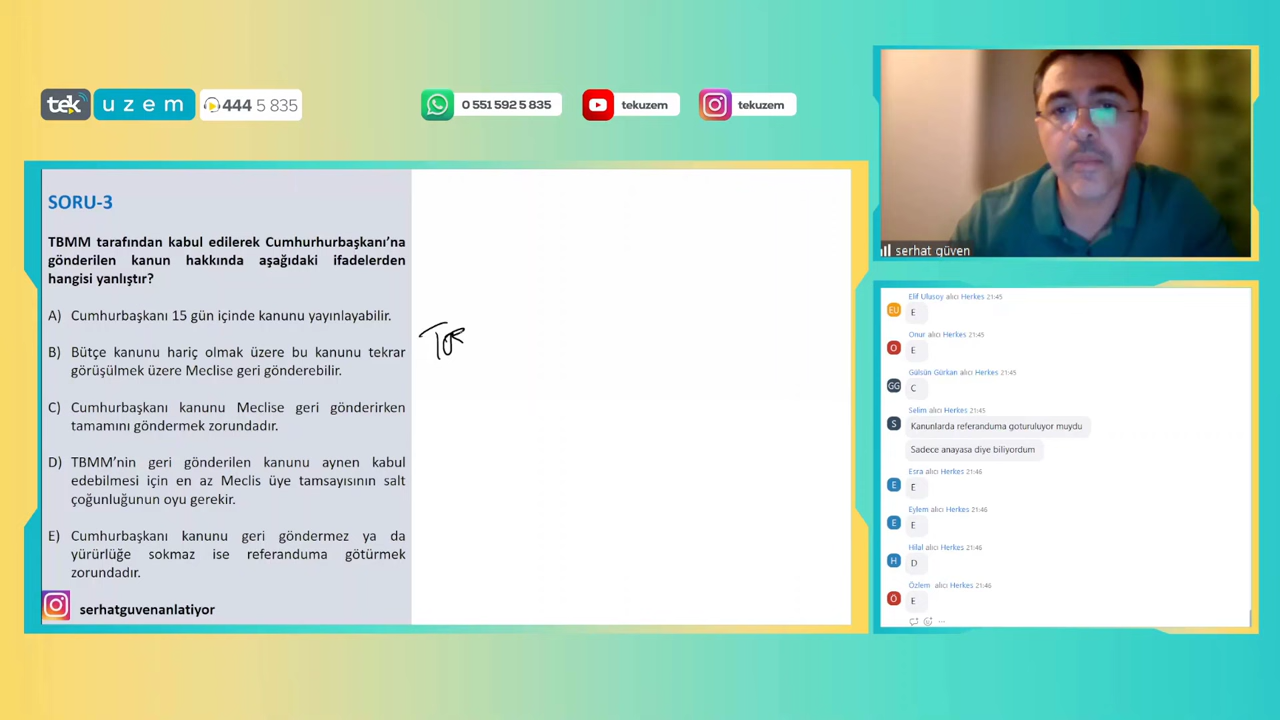 tek
uzem
444 5 835
0 551 592 5 835
tekuzem
tekuzem
SORU-3
TBMM tarafından kabul edilerek Cumhurhurbaşkanı’na
gönderilen kanun hakkında aşağıdaki ifadelerden
hangisi yanlıştır?
A) Cumhurbaşkanı 15 gün içinde kanunu yayınlayabilir.
B) Bütçe kanunu hariç olmak üzere bu kanunu tekrar
görüşülmek üzere Meclise geri gönderebilir.
C) Cumhurbaşkanı kanunu Meclise geri gönderirken
tamamını göndermek zorundadır.
D) TBMM’nin geri gönderilen kanunu aynen kabul
edebilmesi için en az Meclis üye tamsayısının salt
çoğunluğunun oyu gerekir.
E) Cumhurbaşkanı kanunu geri göndermez ya da
yürürlüğe sokmaz ise referanduma götürmek
zorundadır.
serhatguvenanlatiyor
TOR
serhat güven
Elif Ulusoy alıcı Herkes 21:45
EU E
Onur alıcı Herkes 21:45
O E
Gülsün Gürkan alıcı Herkes 21:45
GG C
Selim alıcı Herkes 21:45
S Kanunlarda referanduma goturuluyor muydu
Sadece anayasa diye biliyordum
Esra alıcı Herkes 21:46
E E
Eylem alıcı Herkes 21:46
E E
Hilal alıcı Herkes 21:46
H D
Özlem alıcı Herkes 21:46
Ö E